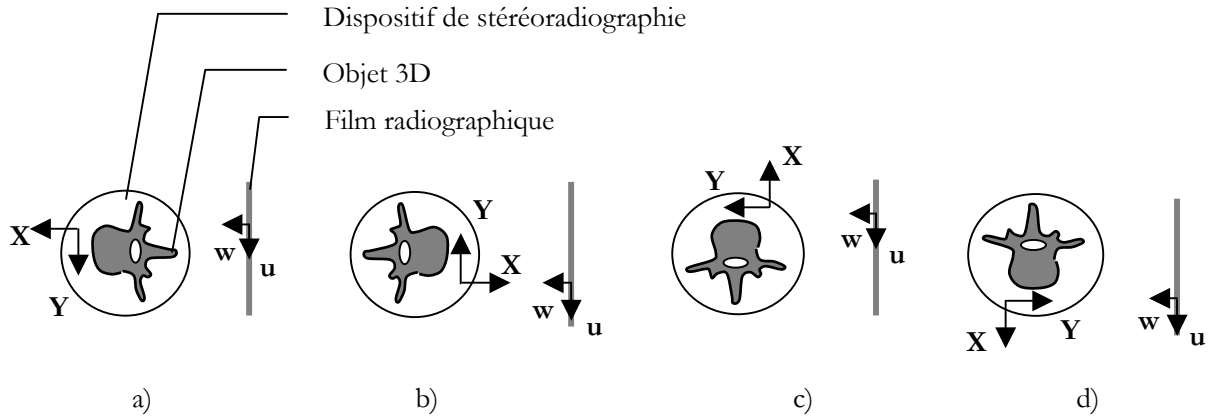 Dispositif de stéréoradiographie
Objet 3D
Film radiographique
X
Y
w
u
a)
Y
X
w
u
b)
X
Y
w
u
c)
X
Y
w
u
d)